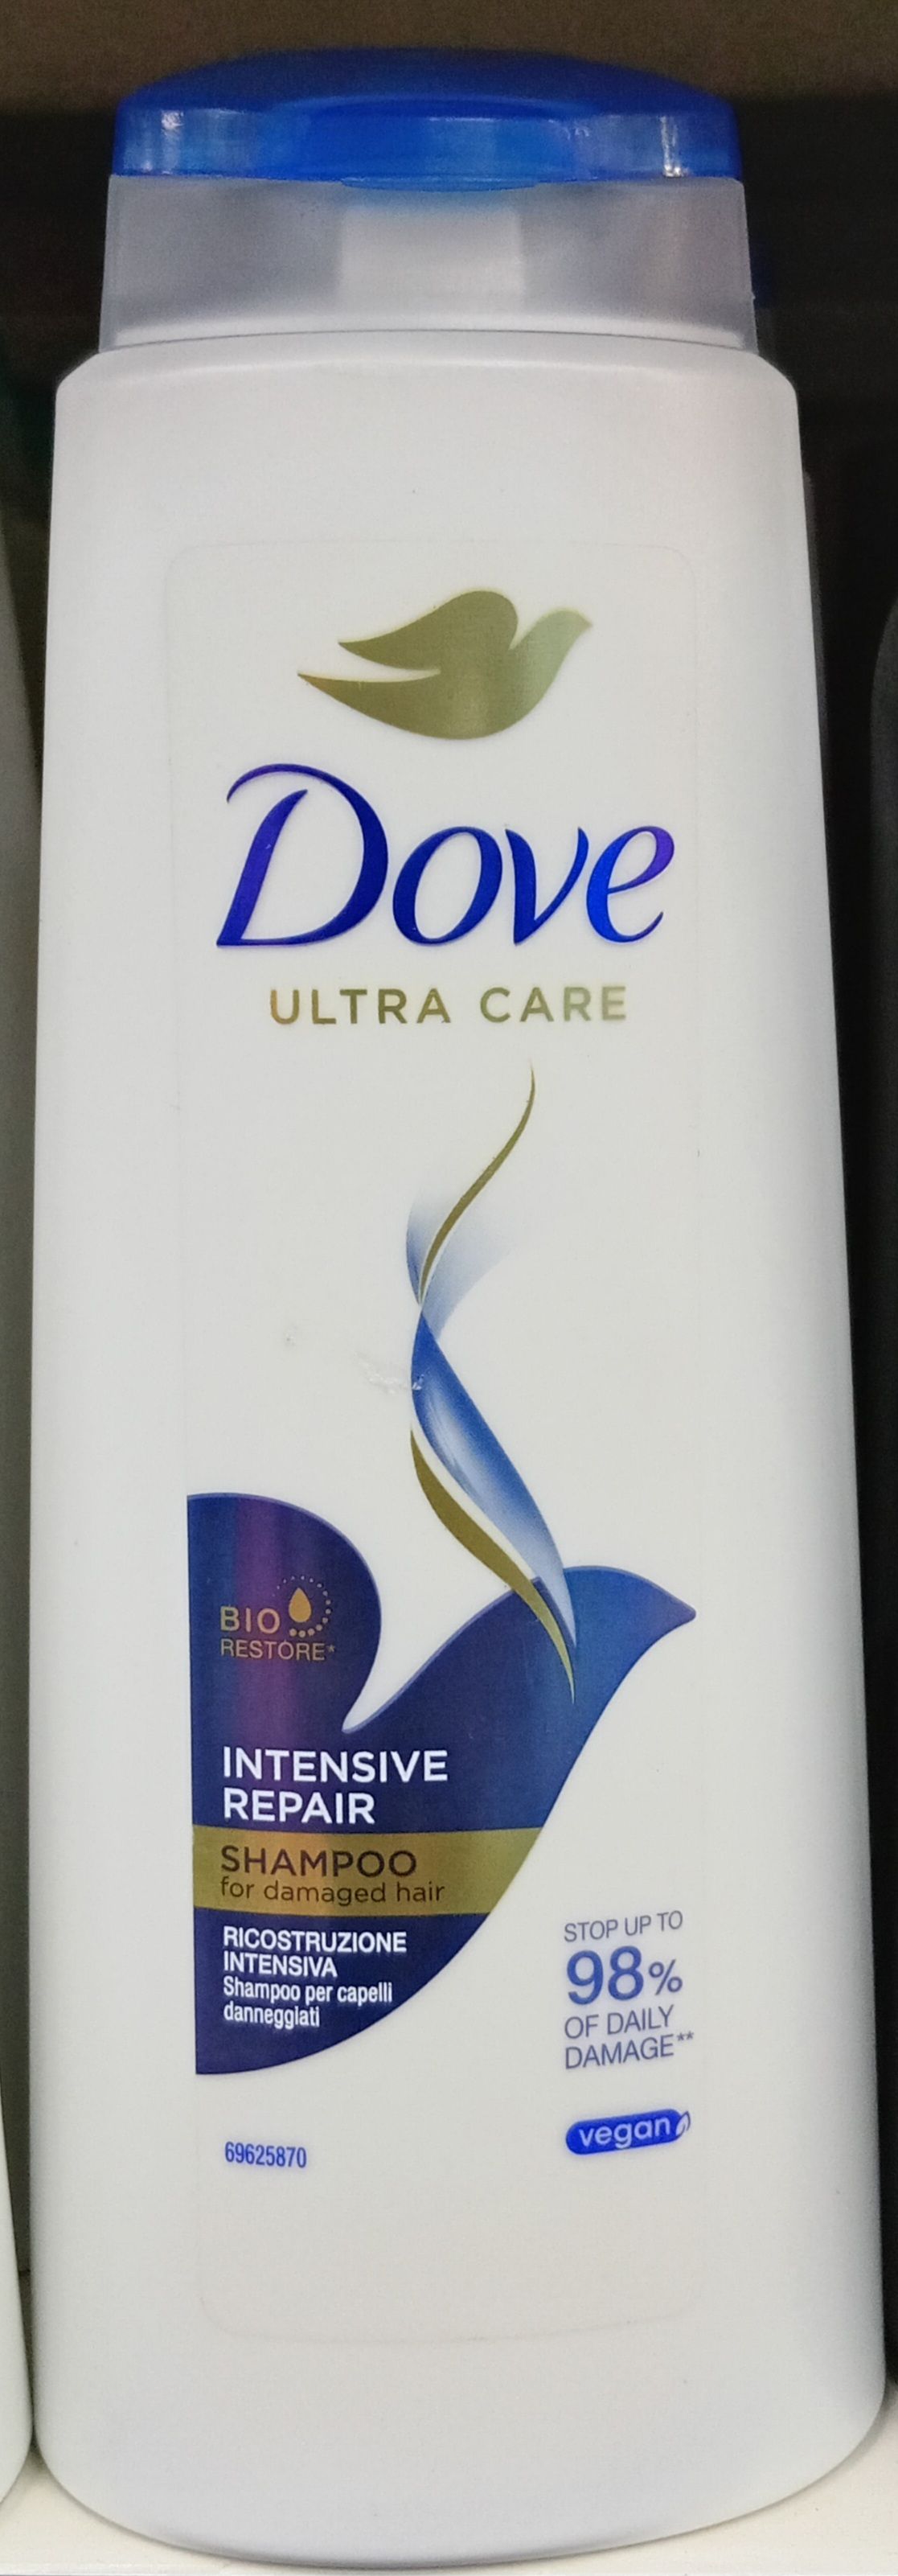 Dove
ULTRA CARE
BIO
RESTORE*
INTENSIVE
REPAIR
SHAMPOO
for damaged hair
RICOSTRUZIONE
INTENSIVA
Shampoo per capelli
danneggiati
STOP UP TO
98%
OF DAILY
DAMAGE**
vegan
69625870